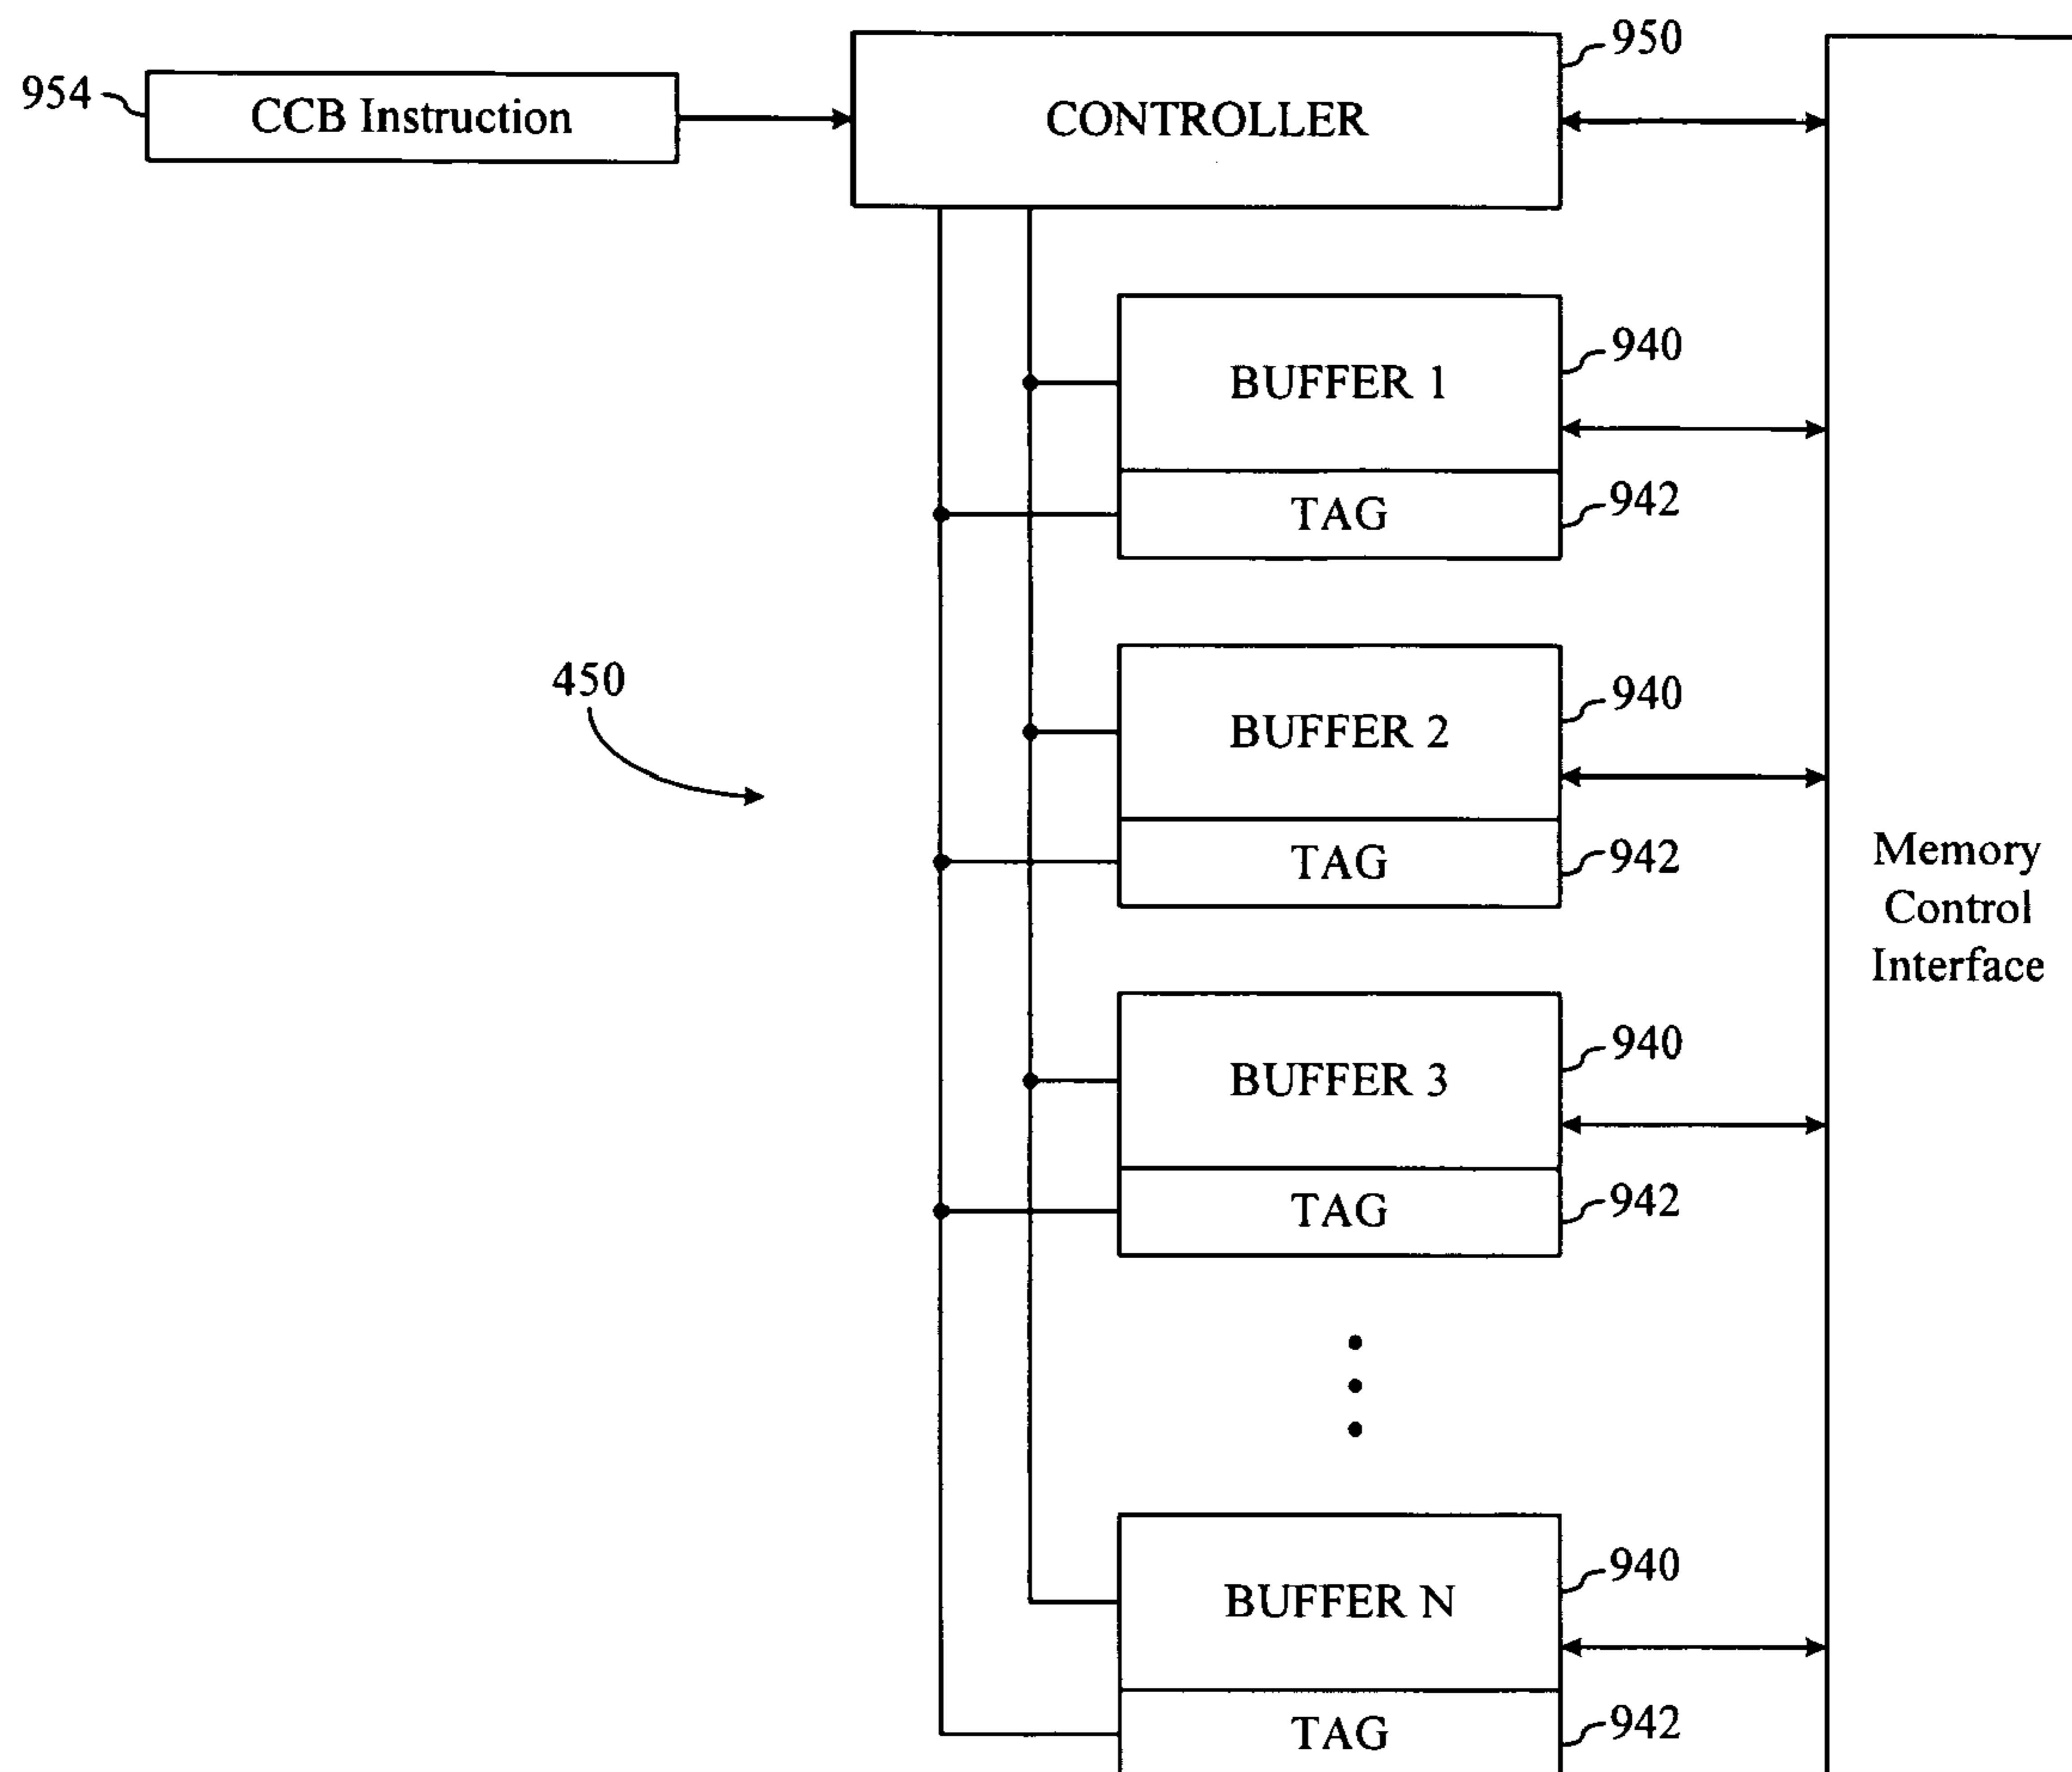 950
954
CCB Instruction
CONTROLLER
940
BUFFER 1
942
TAG
450
940
BUFFER 2
942
TAG
Memory
Control
Interface
940
BUFFER 3
942
TAG
940
BUFFER N
942
TAG